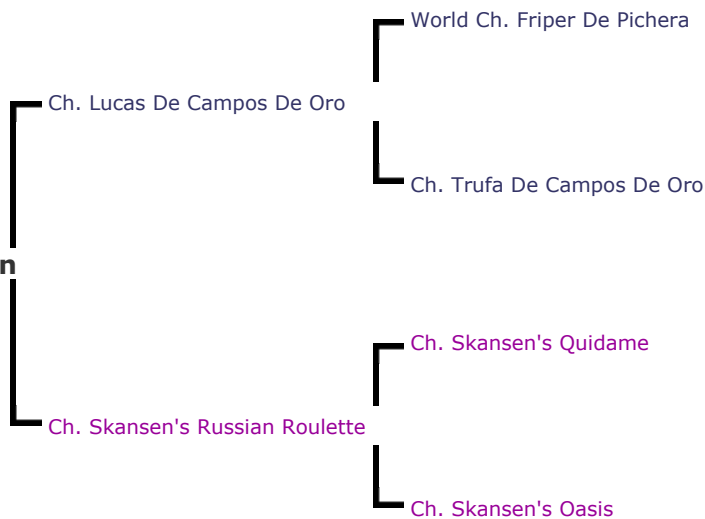 World Ch. Friper De Pichera
Ch. Lucas De Campos De Oro
Ch. Trufa De Campos De Oro
n
Ch. Skansen's Quidame
Ch. Skansen's Russian Roulette
Ch. Skansen's Oasis